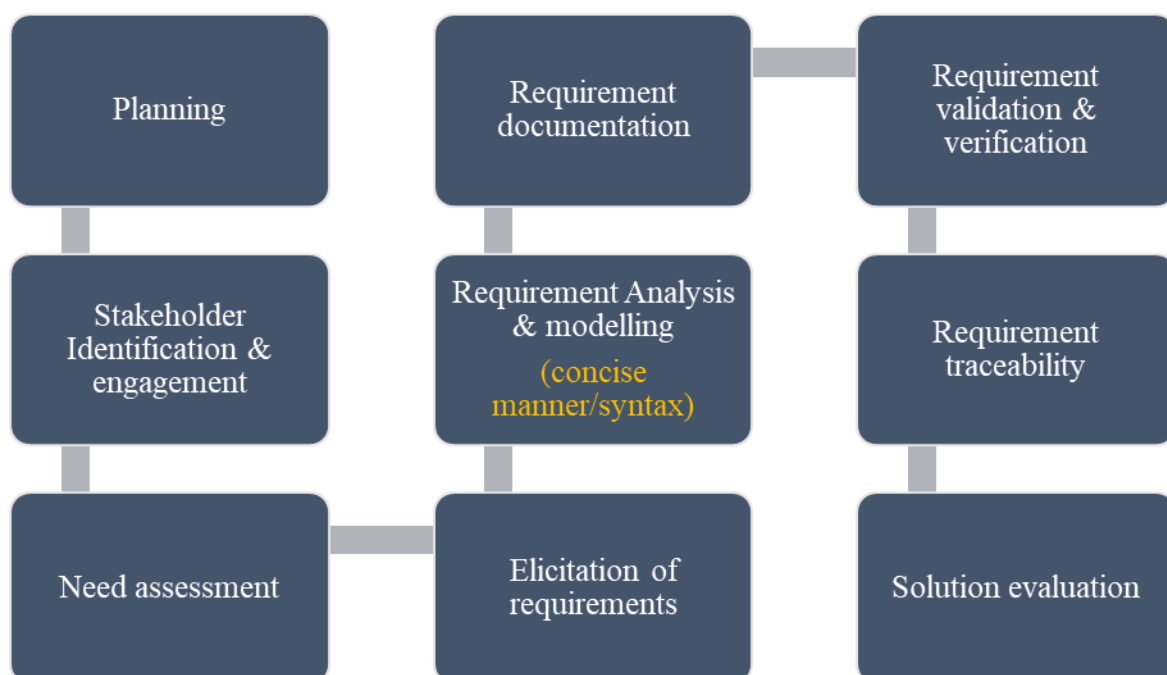 Planning
Stakeholder
Identification &
engagement
Need assessment
Elicitation of
requirements
Requirement Analysis
& modelling
(concise
manner/syntax)
Requirement
documentation
Requirement
validation &
verification
Requirement
traceability
Solution evaluation